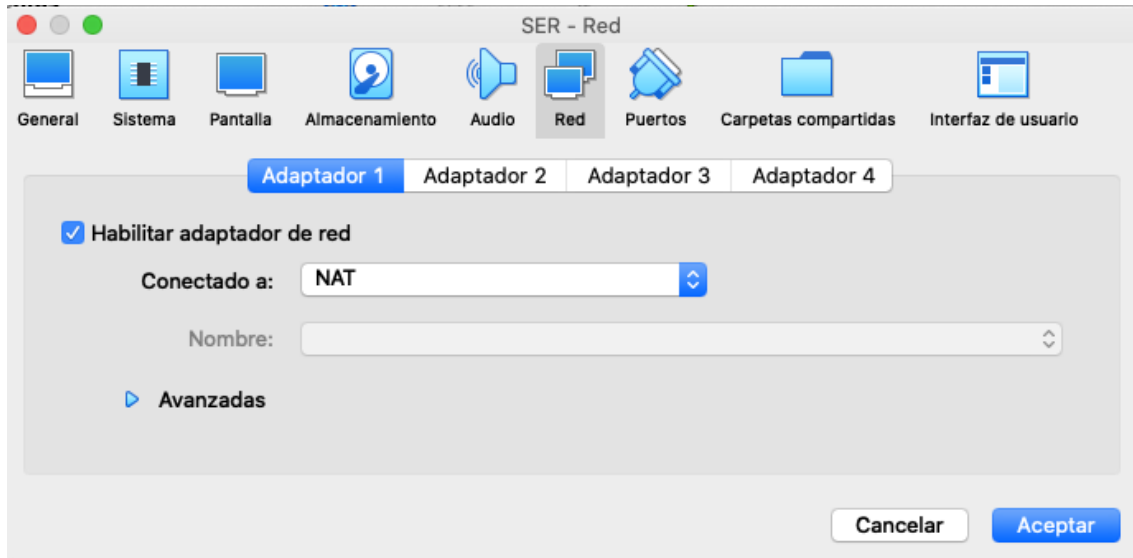 SER - Red
General Sistema Pantalla Almacenamiento Audio Red Puertos Carpetas compartidas Interfaz de usuario
Adaptador 1 Adaptador 2 Adaptador 3 Adaptador 4
Habilitar adaptador de red
Conectado a: NAT
Nombre:
Avanzadas
Cancelar Aceptar